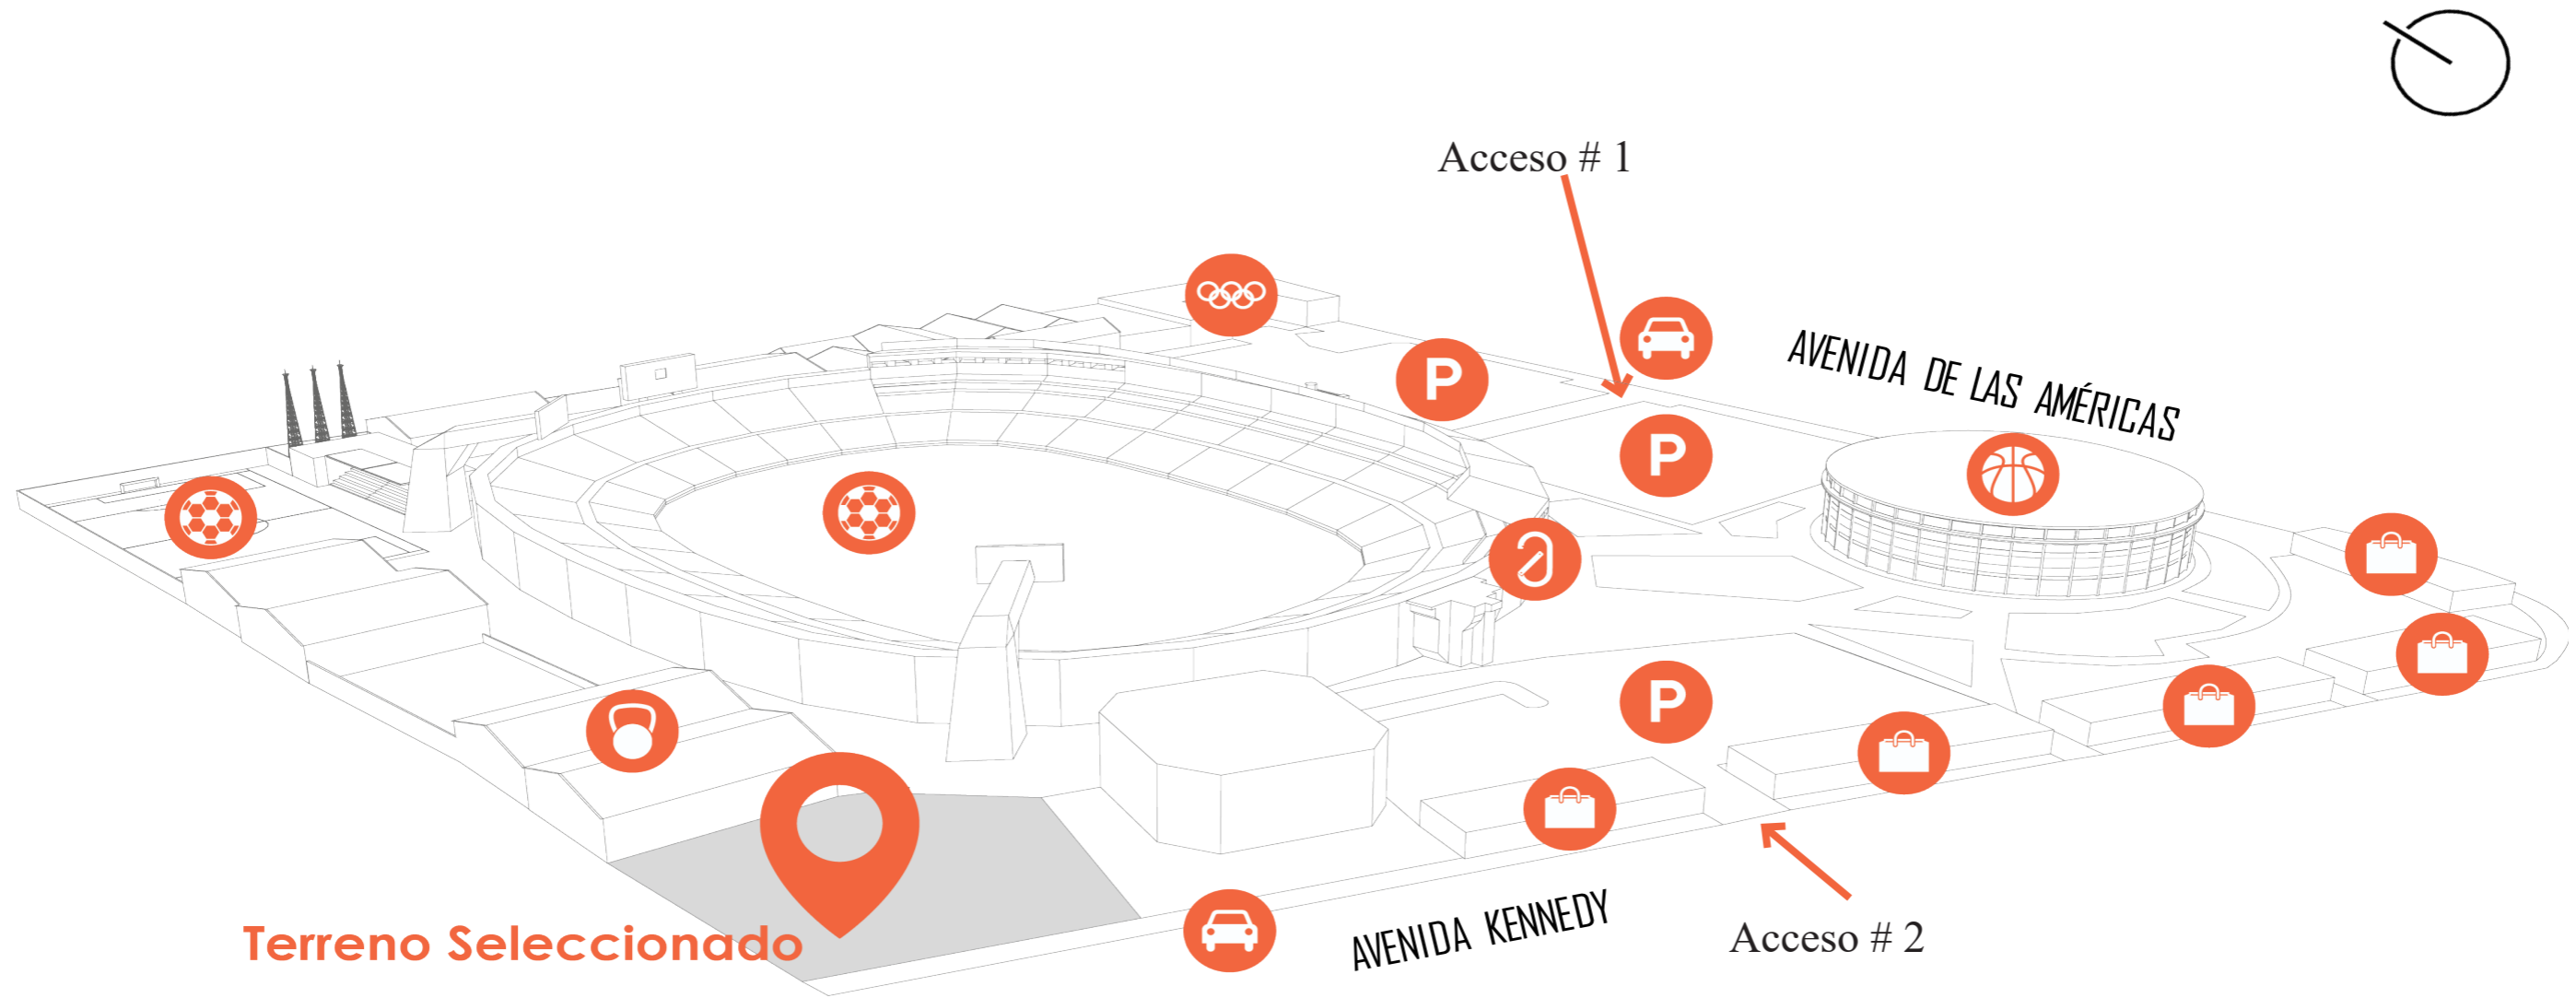 Acceso # 1
AVENIDA DE LAS AMÉRICAS
P
P
P
Terreno Seleccionado
AVENIDA KENNEDY
Acceso # 2